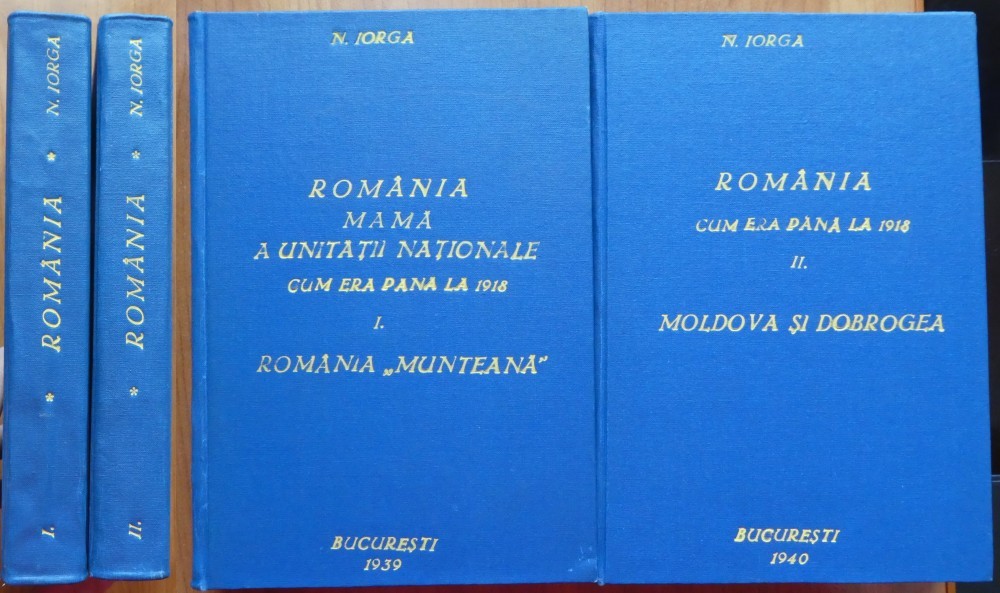 I. * ROMÂNIA * N. IORGA
II. * ROMÂNIA * N. IORGA
N. IORGA
ROMÂNIA
MAMA
A UNITAȚII NAȚIONALE
CUM ERA PANA LA 1918
I.
ROMÂNIA „MUNTEANĂ”
BUCUREȘTI
1939
N. IORGA
ROMÂNIA
CUM ERA PÀNĂ LA 1918
II.
MOLDOVA ȘI DOBROGEA
BUCUREȘTI
1940